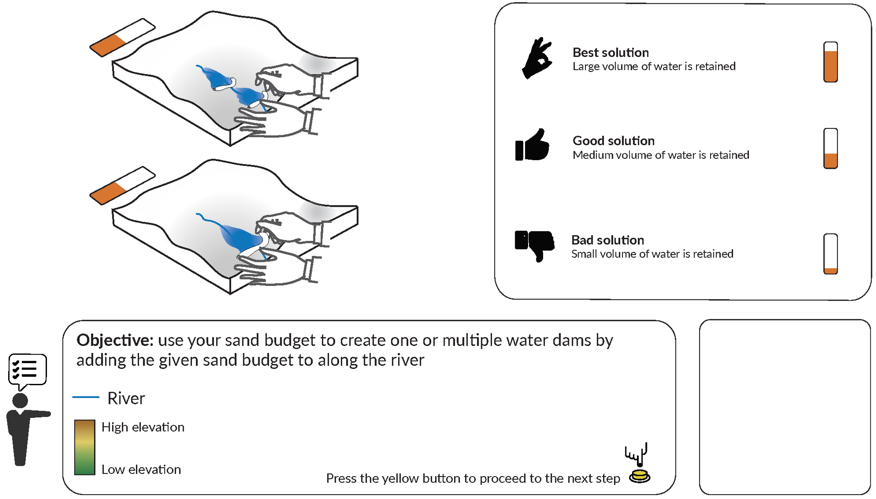 Best solution
Large volume of water is retained
Good solution
Medium volume of water is retained
Bad solution
Small volume of water is retained
Objective: use your sand budget to create one or multiple water dams by
adding the given sand budget to along the river
River
High elevation
Low elevation
Press the yellow button to proceed to the next step